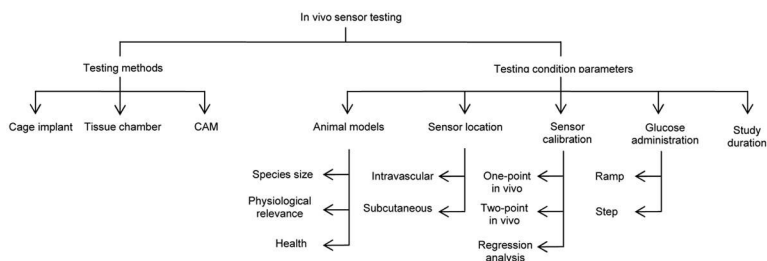 In vivo sensor testing
Testing methods
Testing condition parameters
Cage implant
Tissue chamber
CAM
Animal models
Sensor location
Sensor
calibration
Glucose
administration
Study
duration
Species size
Physiological
relevance
Health
Intravascular
Subcutaneous
One-point
in vivo
Two-point
in vivo
Regression
analysis
Ramp
Step